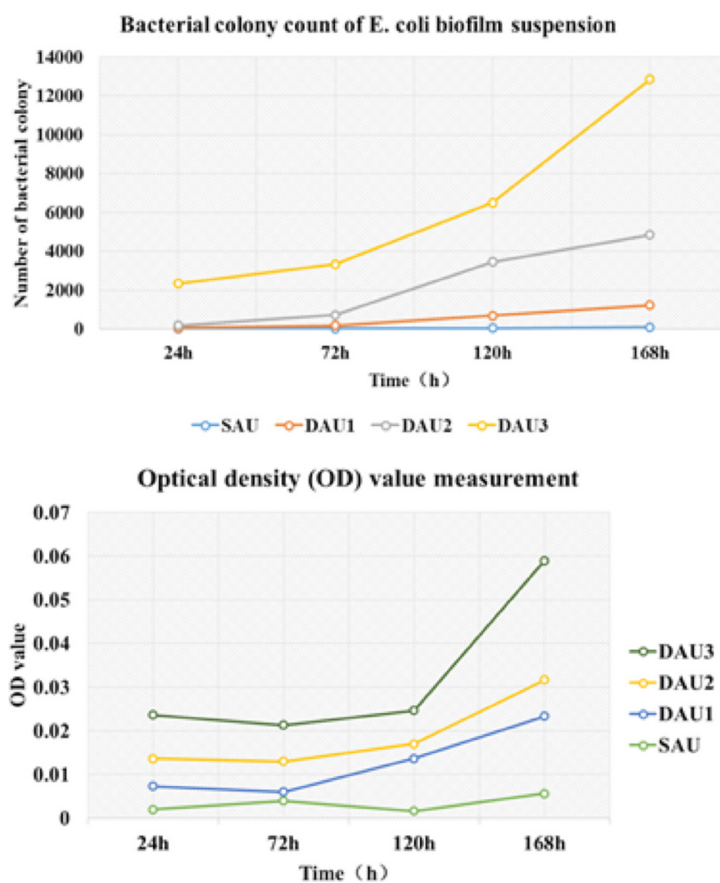 Bacterial colony count of E. coli biofilm suspension
Number of bacterial colony
14000
12000
10000
8000
6000
4000
2000
0
24h 72h 120h 168h
Time（h）
SAU DAU1 DAU2 DAU3
Optical density (OD) value measurement
OD value
0.07
0.06
0.05
0.04
0.03
0.02
0.01
0
24h 72h 120h 168h
Time（h）
DAU3
DAU2
DAU1
SAU